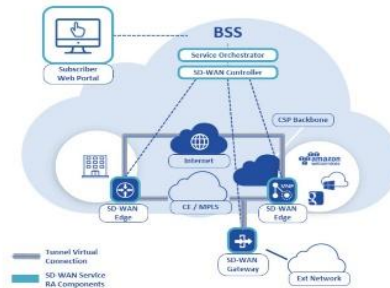 BSS
Service Orchestrator
SD-WAN Controller
Subscriber
Web Portal
CSP Backbone
Internet
amazon
SD-WAN
Edge
CE / MPLS
SD-WAN
Edge
SD-WAN
Gateway
Ext Network
Tunnel Virtual
Connection
SD-WAN Service
RA Components